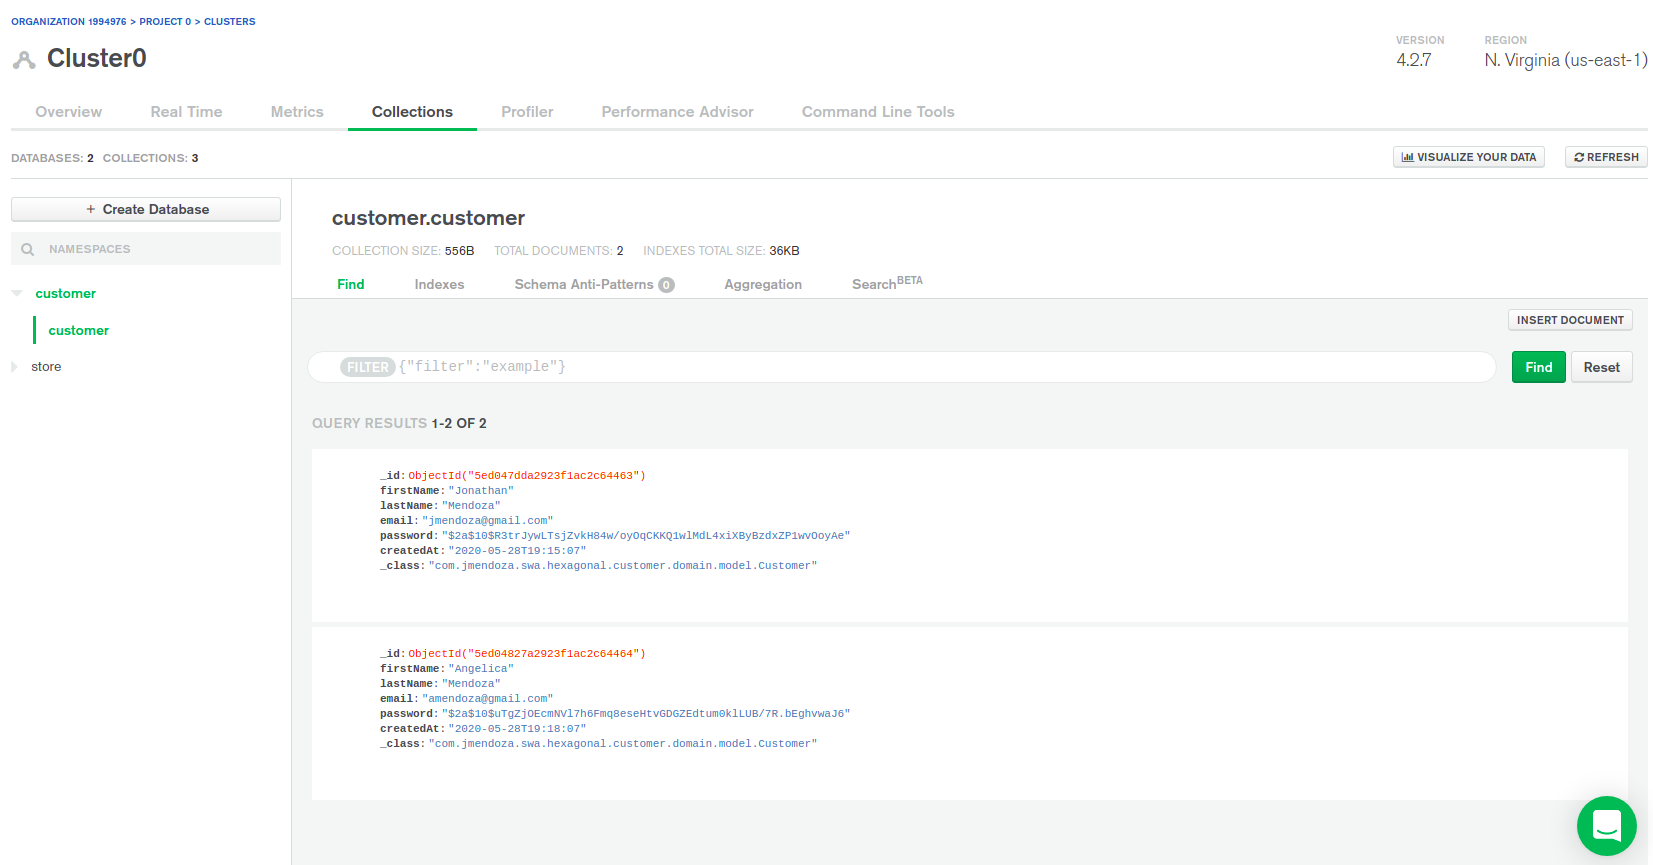 ORGANIZATION 1994976 > PROJECT 0 > CLUSTERS
Cluster0
VERSION
4.2.7
REGION
N. Virginia (us-east-1)
Overview Real Time Metrics Collections Profiler Performance Advisor Command Line Tools
DATABASES: 2 COLLECTIONS: 3
VISUALIZE YOUR DATA
REFRESH
+ Create Database
NAMESPACES
customer
customer
store
customer.customer
COLLECTION SIZE: 556B TOTAL DOCUMENTS: 2 INDEXES TOTAL SIZE: 36KB
Find Indexes Schema Anti-Patterns 0 Aggregation Search BETA
INSERT DOCUMENT
FILTER {"filter":"example"}
Find
Reset
QUERY RESULTS 1-2 OF 2
_id: ObjectId("5ed047dda2923f1ac2c64463")
firstName: "Jonathan"
lastName: "Mendoza"
email: "jmendoza@gmail.com"
password: "$2a$10$R3trJywLTsjZvkH84w/oyOqCKKQ1wlMdL4xiXByBzdxZP1wvOoyAe"
createdAt: "2020-05-28T19:15:07"
_class: "com.jmendoza.swa.hexagonal.customer.domain.model.Customer"
_id: ObjectId("5ed04827a2923f1ac2c64464")
firstName: "Angelica"
lastName: "Mendoza"
email: "amendoza@gmail.com"
password: "$2a$10$uTgZjOEcmNVl7h6Fmq8eseHtvGDGZEdtum0klLUB/7R.bEghvwaJ6"
createdAt: "2020-05-28T19:18:07"
_class: "com.jmendoza.swa.hexagonal.customer.domain.model.Customer"